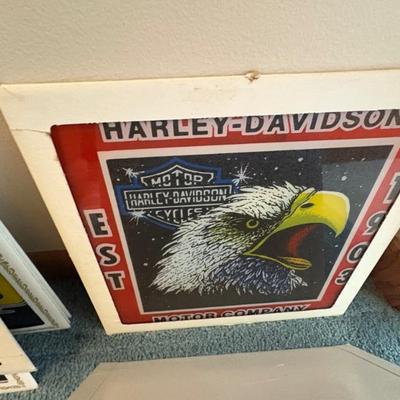 HARLEY-DAVIDSON
MOTOR
HARLEY-DAVIDSON
CYCLES
EST
1903
MOTOR COMPANY